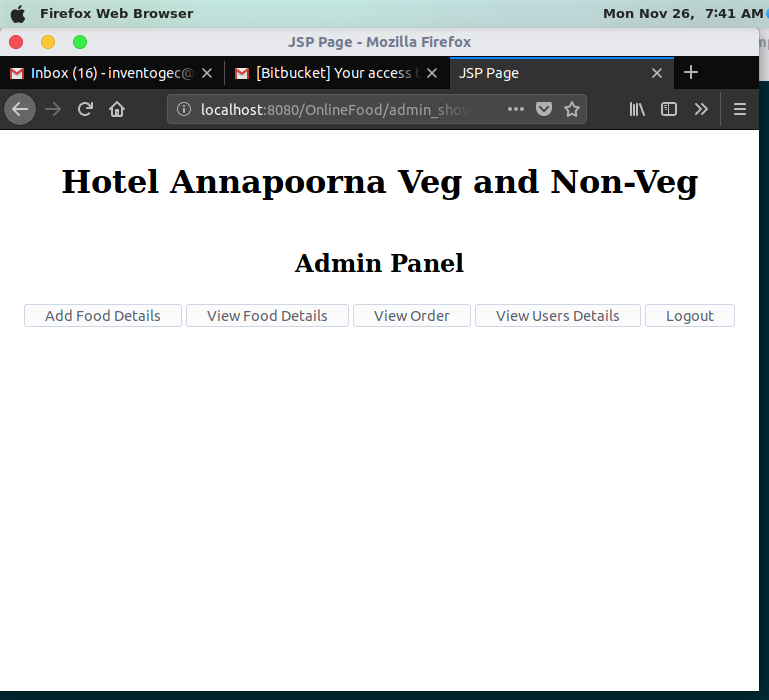 Firefox Web Browser Mon Nov 26, 7:41 AM
JSP Page - Mozilla Firefox
Inbox (16) - inventogec@ [Bitbucket] Your access t JSP Page
localhost:8080/OnlineFood/admin_show
Hotel Annapoorna Veg and Non-Veg
Admin Panel
Add Food Details View Food Details View Order View Users Details Logout